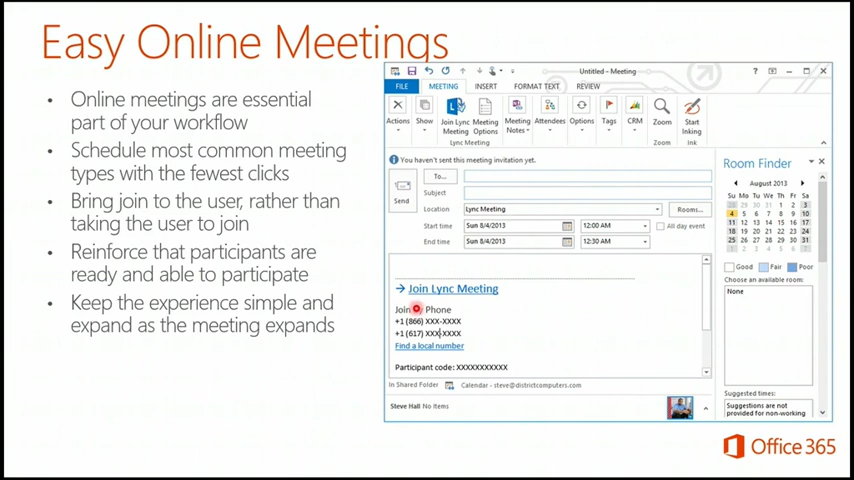 Easy Online Meetings
• Online meetings are essential
part of your workflow
• Schedule most common meeting
types with the fewest clicks
• Bring join to the user, rather than
taking the user to join
• Reinforce that participants are
ready and able to participate
• Keep the experience simple and
expand as the meeting expands
Untitled - Meeting
FILE MEETING INSERT FORMAT TEXT REVIEW
Actions Show Join Lync Meeting Meeting Options Meeting Notes Attendees Options Tags CRM Zoom Start Inking
Lync Meeting Zoom Ink
You haven't sent this meeting invitation yet.
Send
To...
Subject
Location Lync Meeting Rooms...
Start time Sun 8/4/2013 12:00 AM All day event
End time Sun 8/4/2013 12:30 AM
→ Join Lync Meeting
Join Phone
+1 (866) XXX-XXXX
+1 (617) XXX-XXXX
Find a local number
Participant code: XXXXXXXXXXX
In Shared Folder Calendar - steve@districtcomputers.com
Steve Hall No Items
Room Finder
August 2013
Su Mo Tu We Th Fr Sa
28 29 30 31 1 2 3
4 5 6 7 8 9 10
11 12 13 14 15 16 17
18 19 20 21 22 23 24
25 26 27 28 29 30 31
Good Fair Poor
Choose an available room:
None
Suggested times:
Suggestions are not
provided for non-working
Office 365